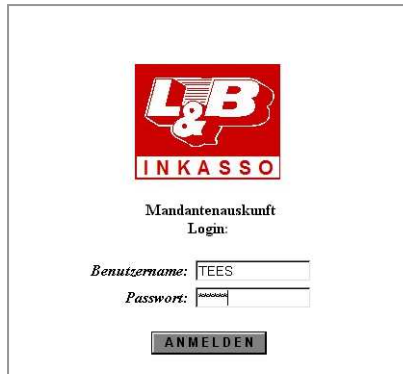 L&B
INKASSO
Mandantenauskunft
Login:
Benutzername: TEES
Passwort: ******
ANMELDEN